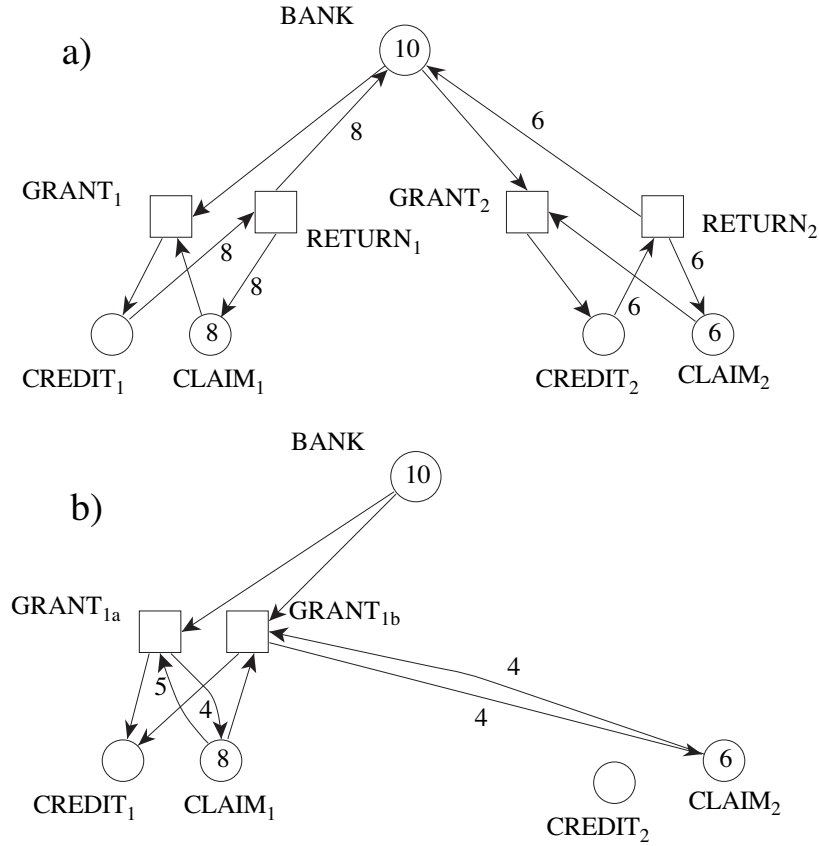 BANK
a)
10
8
6
GRANT₁
GRANT₂
RETURN₁
RETURN₂
8
8
6
6
8
6
CREDIT₁
CLAIM₁
CREDIT₂
CLAIM₂
BANK
10
b)
GRANT₁ₐ
GRANT₁b
5
4
4
4
8
6
CREDIT₁
CLAIM₁
CREDIT₂
CLAIM₂